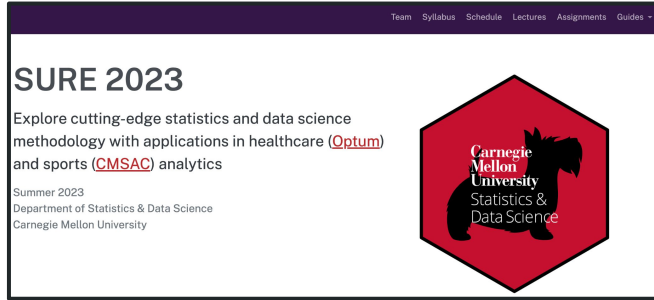 Team Syllabus Schedule Lectures Assignments Guides
SURE 2023
Explore cutting-edge statistics and data science
methodology with applications in healthcare (Optum)
and sports (CMSAC) analytics
Summer 2023
Department of Statistics & Data Science
Carnegie Mellon University
Carnegie
Mellon
University
Statistics &
Data Science